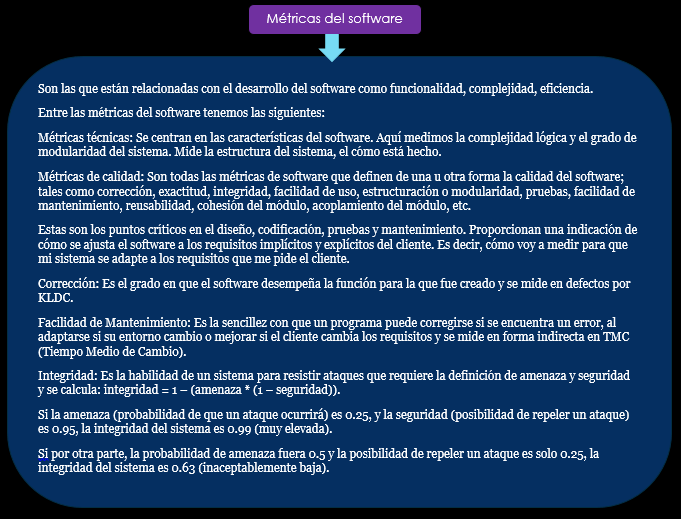 Métricas del software
Son las que están relacionadas con el desarrollo del software como funcionalidad, complejidad, eficiencia.
Entre las métricas del software tenemos las siguientes:
Métricas técnicas: Se centran en las características del software. Aquí medimos la complejidad lógica y el grado de
modularidad del sistema. Mide la estructura del sistema, el cómo está hecho.
Métricas de calidad: Son todas las métricas de software que definen de una u otra forma la calidad del software;
tales como corrección, exactitud, integridad, facilidad de uso, estructuración o modularidad, pruebas, facilidad de
mantenimiento, reusabilidad, cohesión del módulo, acoplamiento del módulo, etc.
Estas son los puntos críticos en el diseño, codificación, pruebas y mantenimiento. Proporcionan una indicación de
cómo se ajusta el software a los requisitos implícitos y explícitos del cliente. Es decir, cómo voy a medir para que
mi sistema se adapte a los requisitos que me pide el cliente.
Corrección: Es el grado en que el software desempeña la función para la que fue creado y se mide en defectos por
KLDC.
Facilidad de Mantenimiento: Es la sencillez con que un programa puede corregirse si se encuentra un error, al
adaptarse si su entorno cambio o mejorar si el cliente cambia los requisitos y se mide en forma indirecta en TMC
(Tiempo Medio de Cambio).
Integridad: Es la habilidad de un sistema para resistir ataques que requiere la definición de amenaza y seguridad
y se calcula: integridad = 1 – (amenaza * (1 – seguridad)).
Si la amenaza (probabilidad de que un ataque ocurrirá) es 0.25, y la seguridad (posibilidad de repeler un ataque)
es 0.95, la integridad del sistema es 0.99 (muy elevada).
Si por otra parte, la probabilidad de amenaza fuera 0.5 y la posibilidad de repeler un ataque es solo 0.25, la
integridad del sistema es 0.63 (inaceptablemente baja).